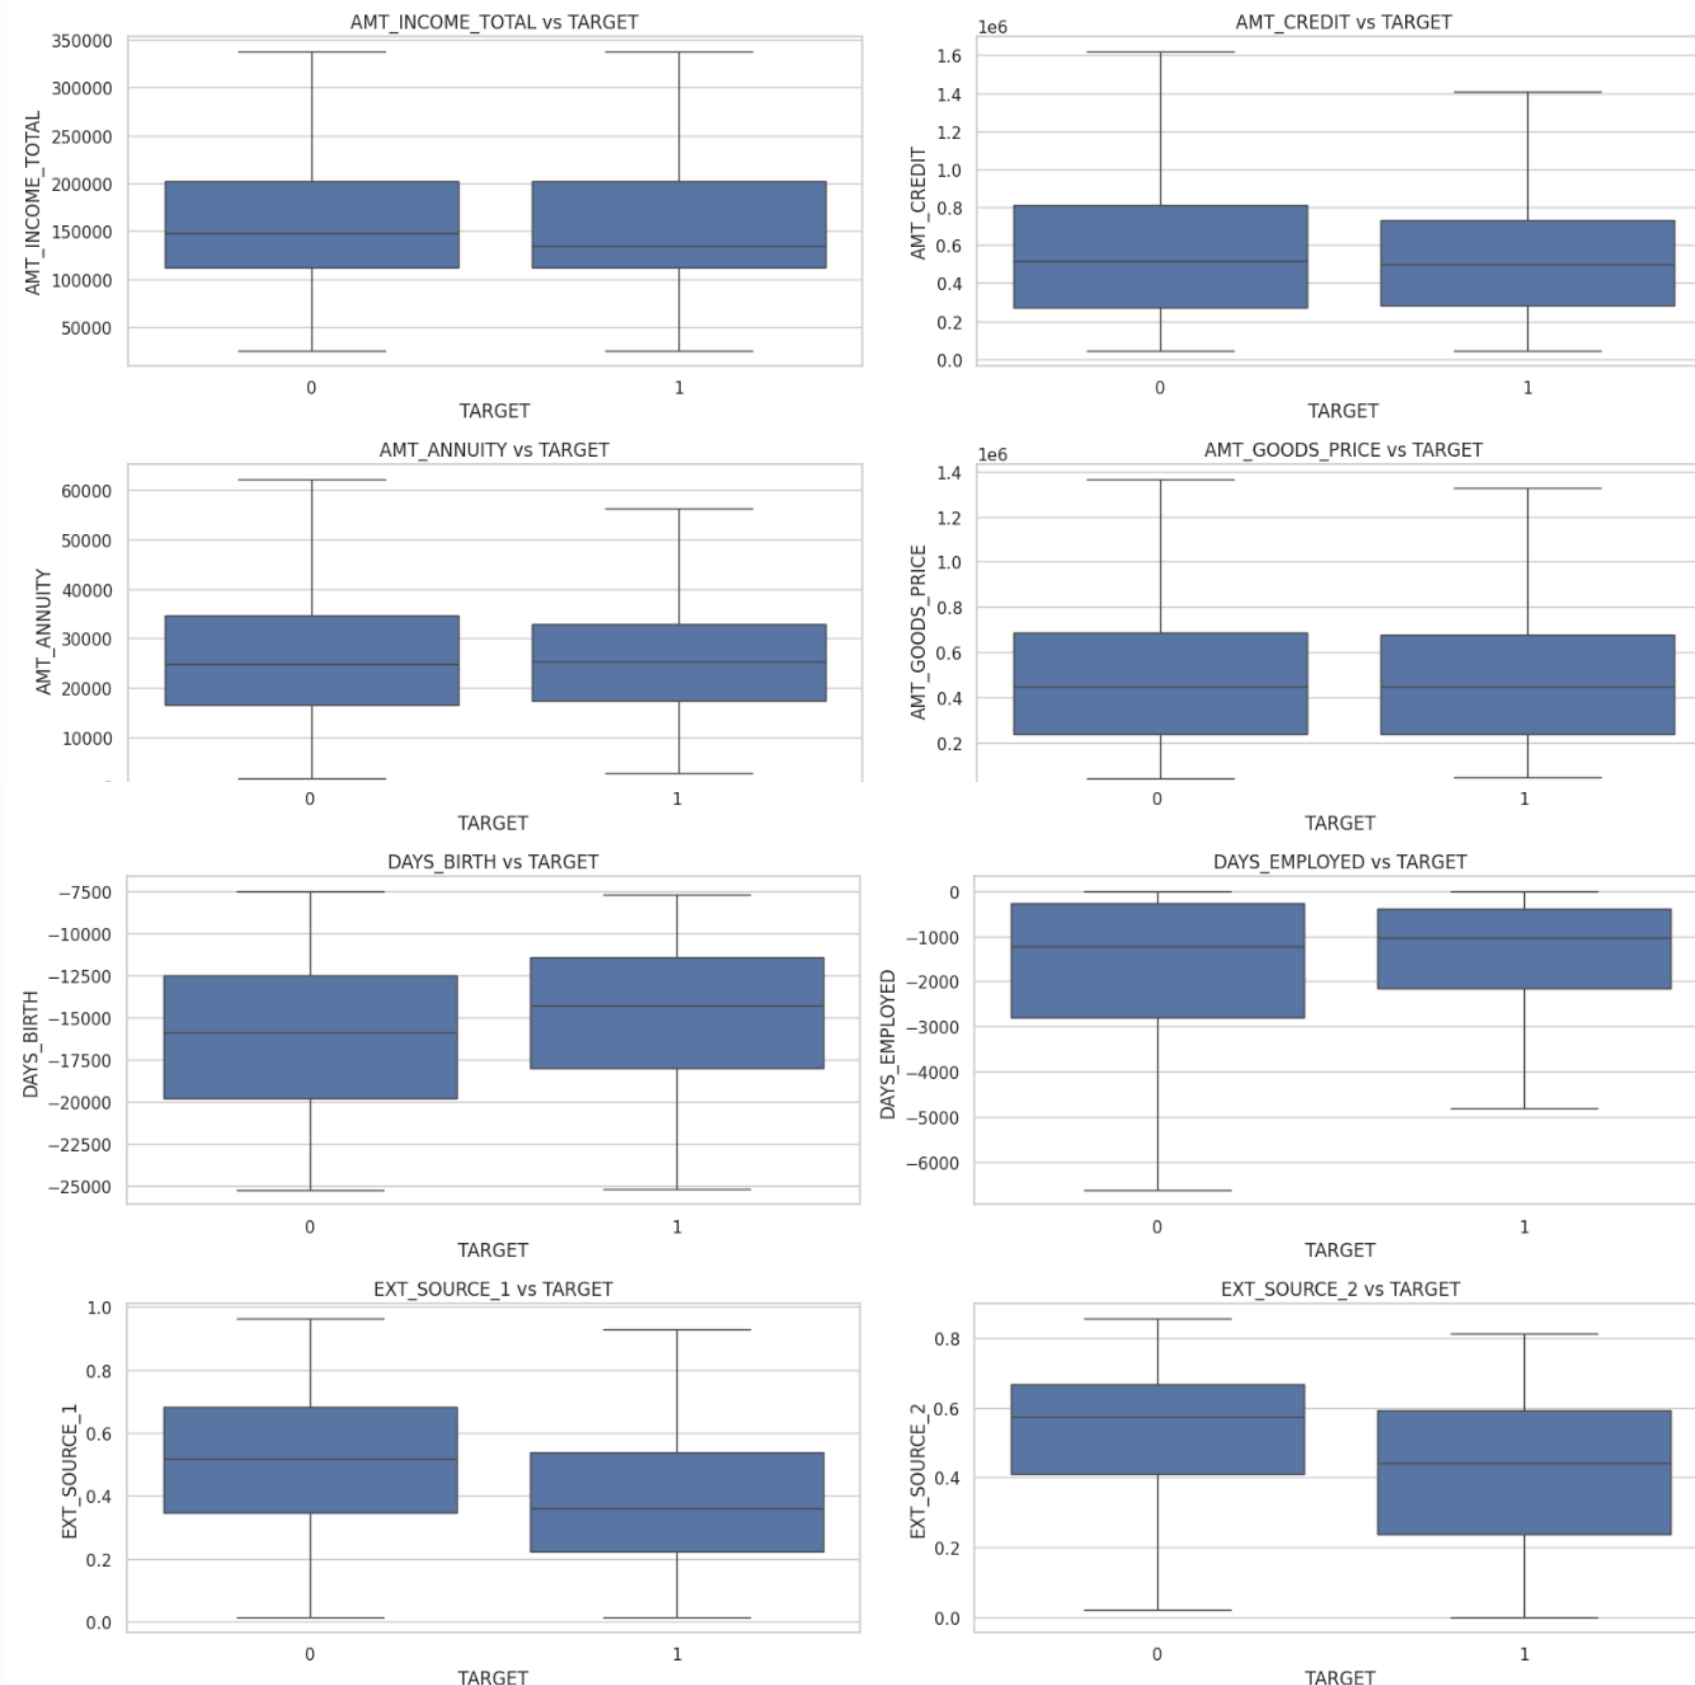 AMT_INCOME_TOTAL vs TARGET
350000
300000
250000
200000
150000
100000
50000
AMT_INCOME_TOTAL
0 1
TARGET
AMT_CREDIT vs TARGET
1e6
1.6
1.4
1.2
1.0
0.8
0.6
0.4
0.2
0.0
AMT_CREDIT
0 1
TARGET
AMT_ANNUITY vs TARGET
60000
50000
40000
30000
20000
10000
AMT_ANNUITY
0 1
TARGET
AMT_GOODS_PRICE vs TARGET
1e6
1.4
1.2
1.0
0.8
0.6
0.4
0.2
AMT_GOODS_PRICE
0 1
TARGET
DAYS_BIRTH vs TARGET
−7500
−10000
−12500
−15000
−17500
−20000
−22500
−25000
DAYS_BIRTH
0 1
TARGET
DAYS_EMPLOYED vs TARGET
0
−1000
−2000
−3000
−4000
−5000
−6000
DAYS_EMPLOYED
0 1
TARGET
EXT_SOURCE_1 vs TARGET
1.0
0.8
0.6
0.4
0.2
0.0
EXT_SOURCE_1
0 1
TARGET
EXT_SOURCE_2 vs TARGET
0.8
0.6
0.4
0.2
0.0
EXT_SOURCE_2
0 1
TARGET